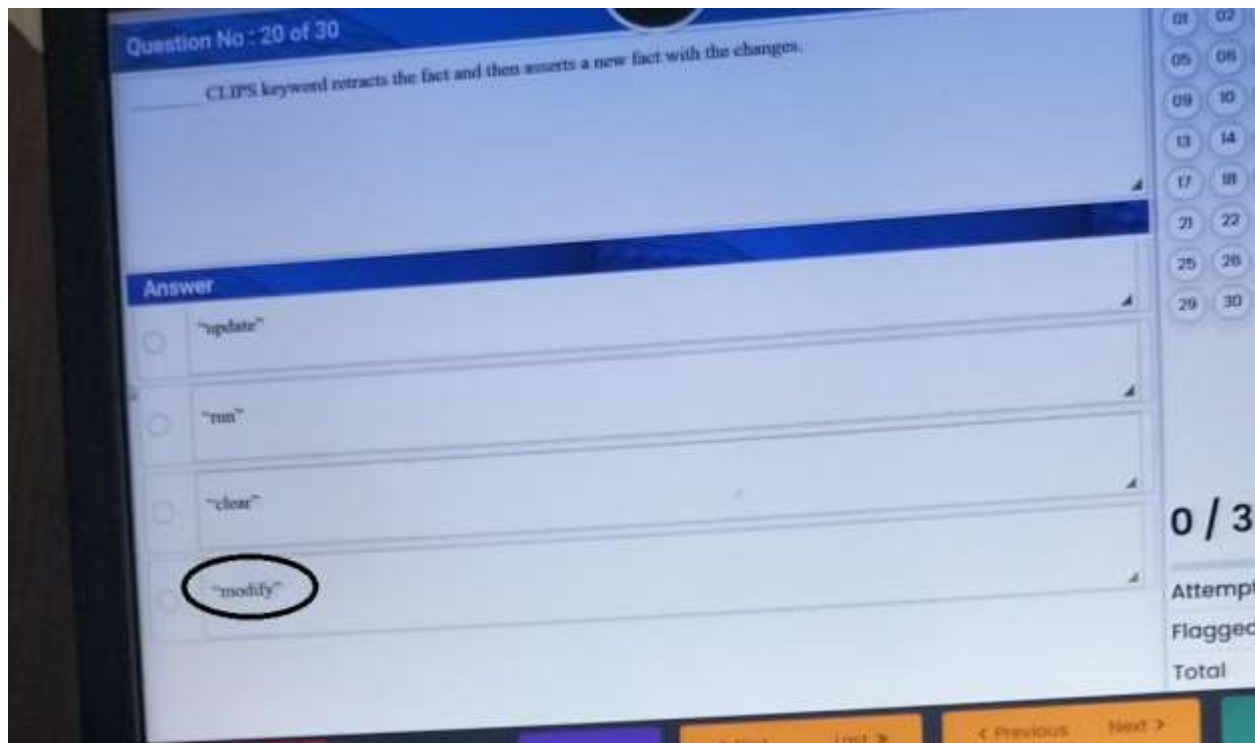 Question No : 20 of 30
_______ CLIPS keyword retracts the fact and then asserts a new fact with the changes.
Answer
"update"
"run"
"clear"
"modify"
01 02
05 06
09 10
13 14
17 18
21 22
25 26
29 30
0 / 3
Attempt
Flagged
Total
Last >
< Previous Next >